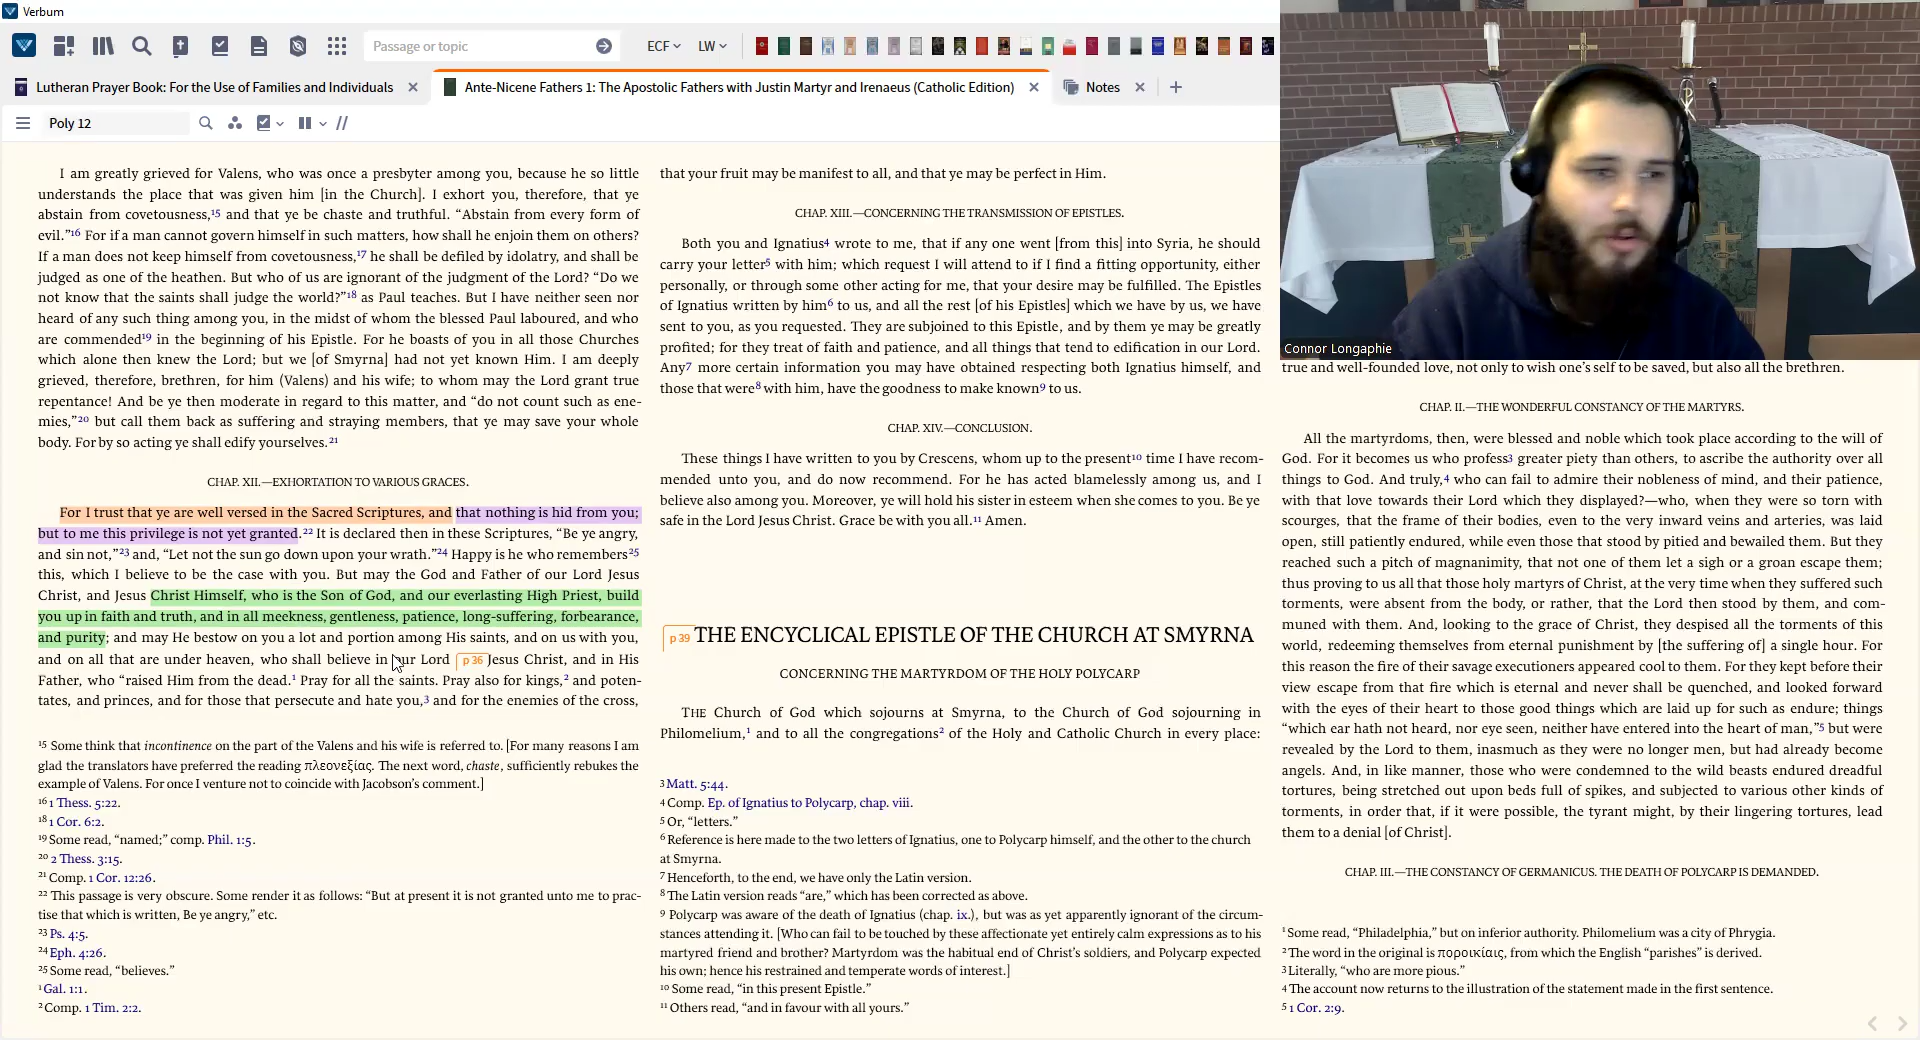 Verbum
Passage or topic
ECF
LW
Lutheran Prayer Book: For the Use of Families and Individuals
Ante-Nicene Fathers 1: The Apostolic Fathers with Justin Martyr and Irenaeus (Catholic Edition)
Notes
Poly 12
I am greatly grieved for Valens, who was once a presbyter among you, because he so little
understands the place that was given him [in the Church]. I exhort you, therefore, that ye
abstain from covetousness,15 and that ye be chaste and truthful. “Abstain from every form of
evil.”16 For if a man cannot govern himself in such matters, how shall he enjoin them on others?
If a man does not keep himself from covetousness,17 he shall be defiled by idolatry, and shall be
judged as one of the heathen. But who of us are ignorant of the judgment of the Lord? “Do we
not know that the saints shall judge the world?”18 as Paul teaches. But I have neither seen nor
heard of any such thing among you, in the midst of whom the blessed Paul laboured, and who
are commended19 in the beginning of his Epistle. For he boasts of you in all those Churches
which alone then knew the Lord; but we [of Smyrna] had not yet known Him. I am deeply
grieved, therefore, brethren, for him (Valens) and his wife; to whom may the Lord grant true
repentance! And be ye then moderate in regard to this matter, and “do not count such as ene-
mies,”20 but call them back as suffering and straying members, that ye may save your whole
body. For by so acting ye shall edify yourselves.21
CHAP. XII.—EXHORTATION TO VARIOUS GRACES.
For I trust that ye are well versed in the Sacred Scriptures, and that nothing is hid from you;
but to me this privilege is not yet granted.22 It is declared then in these Scriptures, “Be ye angry,
and sin not,”23 and, “Let not the sun go down upon your wrath.”24 Happy is he who remembers25
this, which I believe to be the case with you. But may the God and Father of our Lord Jesus
Christ, and Jesus Christ Himself, who is the Son of God, and our everlasting High Priest, build
you up in faith and truth, and in all meekness, gentleness, patience, long-suffering, forbearance,
and purity; and may He bestow on you a lot and portion among His saints, and on us with you,
and on all that are under heaven, who shall believe in our Lord p 36 Jesus Christ, and in His
Father, who “raised Him from the dead.1 Pray for all the saints. Pray also for kings,2 and poten-
tates, and princes, and for those that persecute and hate you,3 and for the enemies of the cross,
15 Some think that incontinence on the part of the Valens and his wife is referred to. [For many reasons I am
glad the translators have preferred the reading πλεονεξίας. The next word, chaste, sufficiently rebukes the
example of Valens. For once I venture not to coincide with Jacobson’s comment.]
16 1 Thess. 5:22.
18 1 Cor. 6:2.
19 Some read, “named;” comp. Phil. 1:5.
20 2 Thess. 3:15.
21 Comp. 1 Cor. 12:26.
22 This passage is very obscure. Some render it as follows: “But at present it is not granted unto me to prac-
tise that which is written, Be ye angry,” etc.
23 Ps. 4:5.
24 Eph. 4:26.
25 Some read, “believes.”
1 Gal. 1:1.
2 Comp. 1 Tim. 2:2.
that your fruit may be manifest to all, and that ye may be perfect in Him.
CHAP. XIII.—CONCERNING THE TRANSMISSION OF EPISTLES.
Both you and Ignatius4 wrote to me, that if any one went [from this] into Syria, he should
carry your letter5 with him; which request I will attend to if I find a fitting opportunity, either
personally, or through some other acting for me, that your desire may be fulfilled. The Epistles
of Ignatius written by him6 to us, and all the rest [of his Epistles] which we have by us, we have
sent to you, as you requested. They are subjoined to this Epistle, and by them ye may be greatly
profited; for they treat of faith and patience, and all things that tend to edification in our Lord.
Any7 more certain information you may have obtained respecting both Ignatius himself, and
those that were8 with him, have the goodness to make known9 to us.
CHAP. XIV.—CONCLUSION.
These things I have written to you by Crescens, whom up to the present10 time I have recom-
mended unto you, and do now recommend. For he has acted blamelessly among us, and I
believe also among you. Moreover, ye will hold his sister in esteem when she comes to you. Be ye
safe in the Lord Jesus Christ. Grace be with you all.11 Amen.
p 39 THE ENCYCLICAL EPISTLE OF THE CHURCH AT SMYRNA
CONCERNING THE MARTYRDOM OF THE HOLY POLYCARP
THE Church of God which sojourns at Smyrna, to the Church of God sojourning in
Philomelium,1 and to all the congregations2 of the Holy and Catholic Church in every place:
3 Matt. 5:44.
4 Comp. Ep. of Ignatius to Polycarp, chap. viii.
5 Or, “letters.”
6 Reference is here made to the two letters of Ignatius, one to Polycarp himself, and the other to the church
at Smyrna.
7 Henceforth, to the end, we have only the Latin version.
8 The Latin version reads “are,” which has been corrected as above.
9 Polycarp was aware of the death of Ignatius (chap. ix.), but was as yet apparently ignorant of the circum-
stances attending it. [Who can fail to be touched by these affectionate yet entirely calm expressions as to his
martyred friend and brother? Martyrdom was the habitual end of Christ’s soldiers, and Polycarp expected
his own; hence his restrained and temperate words of interest.]
10 Some read, “in this present Epistle.”
11 Others read, “and in favour with all yours.”
Connor Longaphie
true and well-founded love, not only to wish one’s self to be saved, but also all the brethren.
CHAP. II.—THE WONDERFUL CONSTANCY OF THE MARTYRS.
All the martyrdoms, then, were blessed and noble which took place according to the will of
God. For it becomes us who profess3 greater piety than others, to ascribe the authority over all
things to God. And truly,4 who can fail to admire their nobleness of mind, and their patience,
with that love towards their Lord which they displayed?—who, when they were so torn with
scourges, that the frame of their bodies, even to the very inward veins and arteries, was laid
open, still patiently endured, while even those that stood by pitied and bewailed them. But they
reached such a pitch of magnanimity, that not one of them let a sigh or a groan escape them;
thus proving to us all that those holy martyrs of Christ, at the very time when they suffered such
torments, were absent from the body, or rather, that the Lord then stood by them, and com-
muned with them. And, looking to the grace of Christ, they despised all the torments of this
world, redeeming themselves from eternal punishment by [the suffering of] a single hour. For
this reason the fire of their savage executioners appeared cool to them. For they kept before their
view escape from that fire which is eternal and never shall be quenched, and looked forward
with the eyes of their heart to those good things which are laid up for such as endure; things
“which ear hath not heard, nor eye seen, neither have entered into the heart of man,”5 but were
revealed by the Lord to them, inasmuch as they were no longer men, but had already become
angels. And, in like manner, those who were condemned to the wild beasts endured dreadful
tortures, being stretched out upon beds full of spikes, and subjected to various other kinds of
torments, in order that, if it were possible, the tyrant might, by their lingering tortures, lead
them to a denial [of Christ].
CHAP. III.—THE CONSTANCY OF GERMANICUS. THE DEATH OF POLYCARP IS DEMANDED.
1 Some read, “Philadelphia,” but on inferior authority. Philomelium was a city of Phrygia.
2 The word in the original is ποροικίαις, from which the English “parishes” is derived.
3 Literally, “who are more pious.”
4 The account now returns to the illustration of the statement made in the first sentence.
5 1 Cor. 2:9.